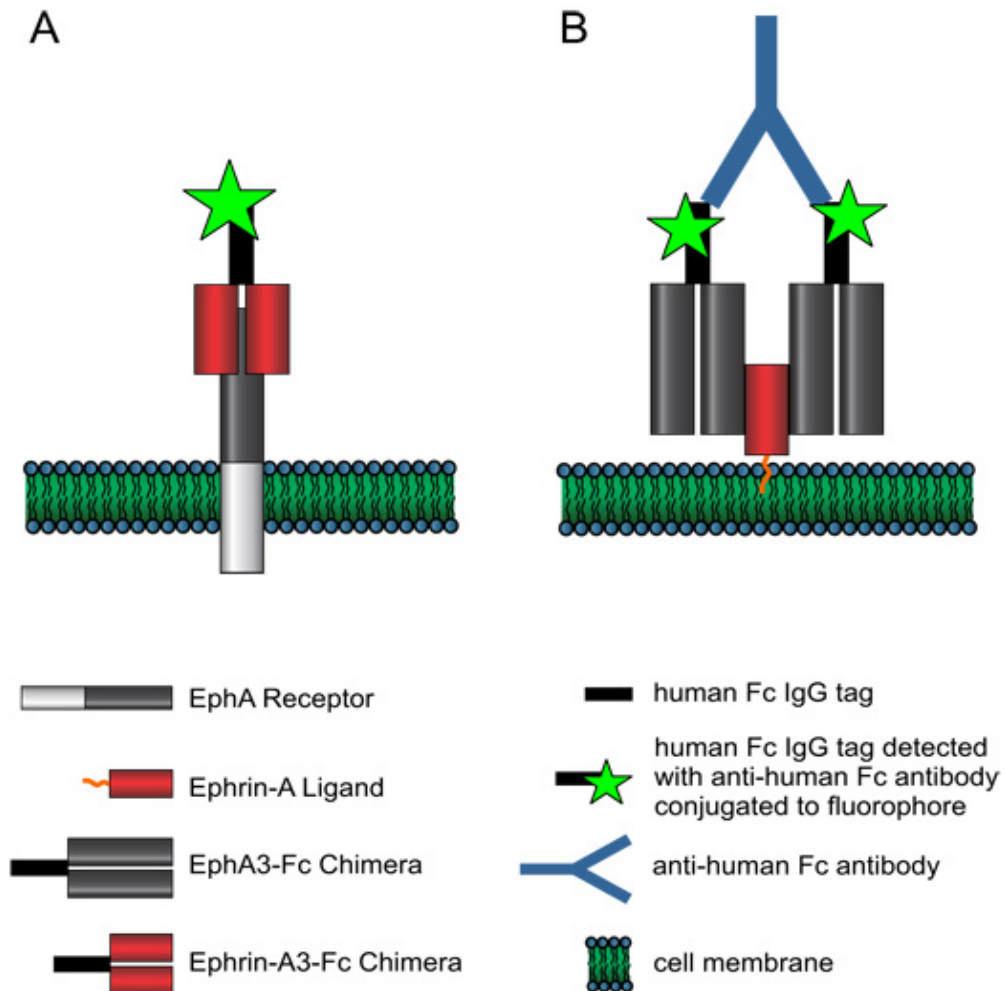 A
B
EphA Receptor
Ephrin-A Ligand
EphA3-Fc Chimera
Ephrin-A3-Fc Chimera
human Fc IgG tag
human Fc IgG tag detected
with anti-human Fc antibody
conjugated to fluorophore
anti-human Fc antibody
cell membrane